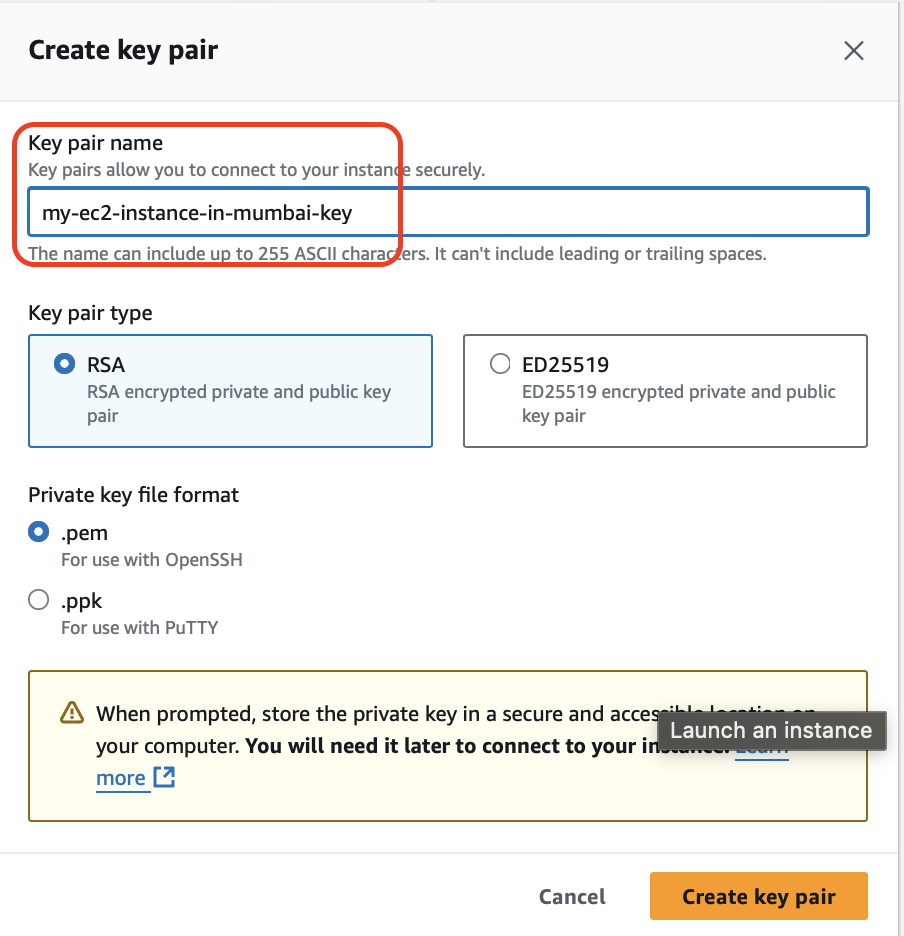 Create key pair
Key pair name
Key pairs allow you to connect to your instance securely.
my-ec2-instance-in-mumbai-key
The name can include up to 255 ASCII characters. It can't include leading or trailing spaces.
Key pair type
RSA
RSA encrypted private and public key
pair
ED25519
ED25519 encrypted private and public
key pair
Private key file format
.pem
For use with OpenSSH
.ppk
For use with PuTTY
When prompted, store the private key in a secure and accessible location on
your computer. You will need it later to connect to your instance. Learn
more
Launch an instance
Cancel
Create key pair